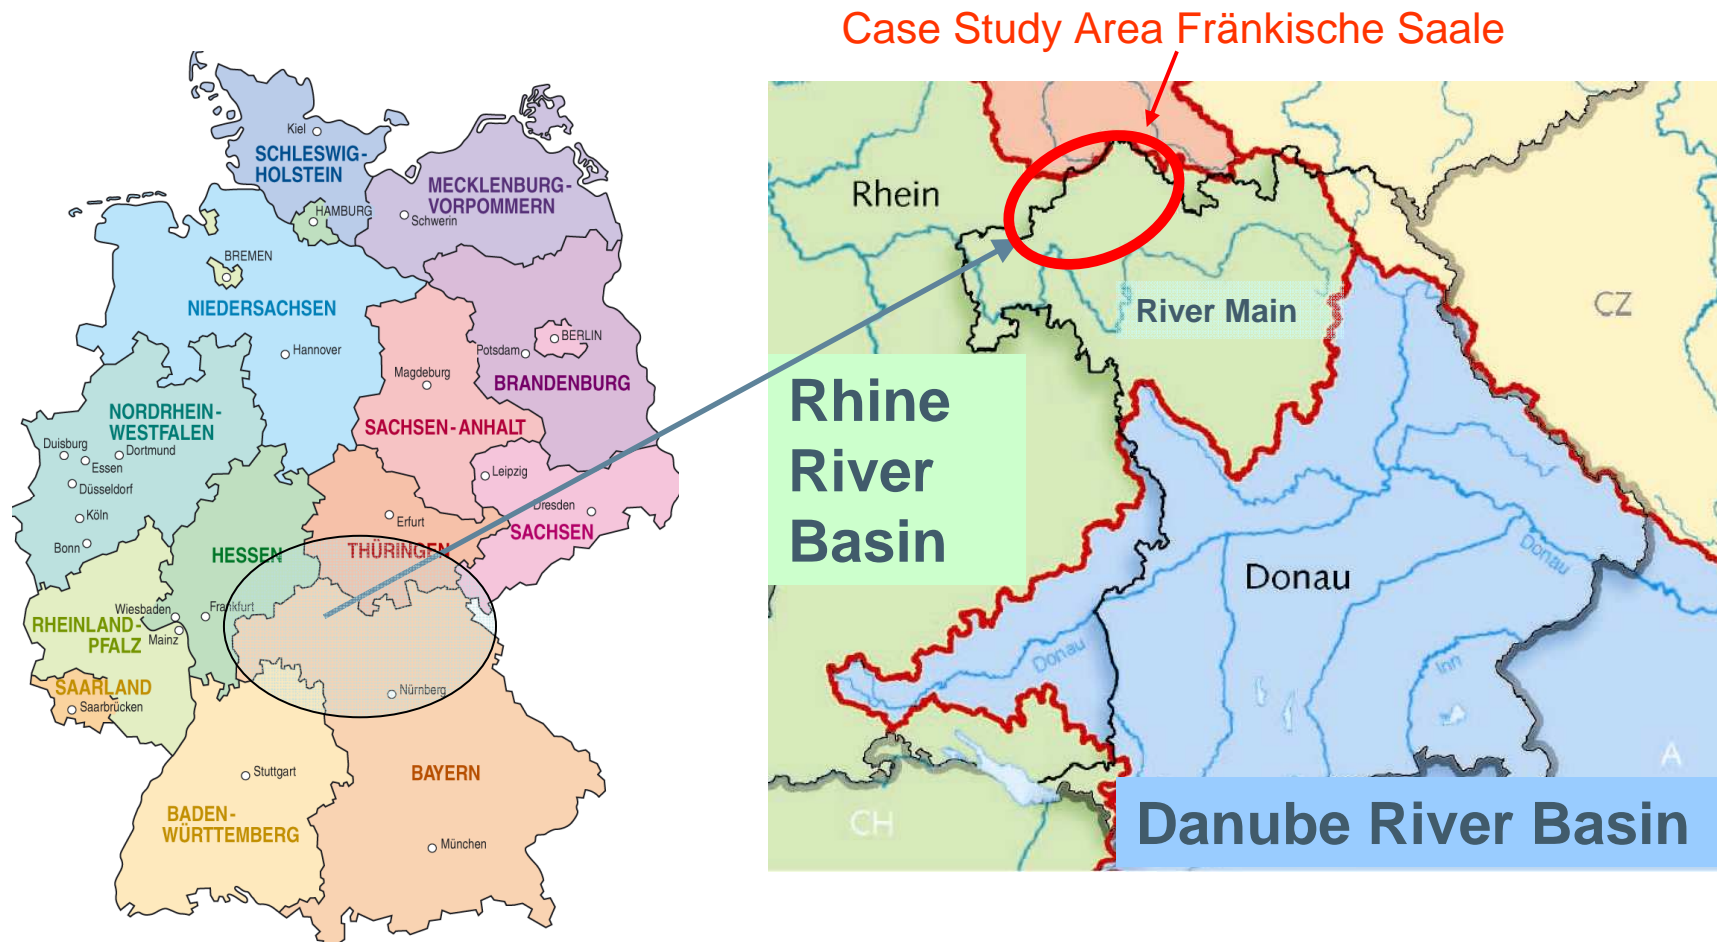 Case Study Area Fränkische Saale
Kiel
SCHLESWIG-
HOLSTEIN
MECKLENBURG-
VORPOMMERN
HAMBURG
Schwerin
BREMEN
NIEDERSACHSEN
Hannover
BERLIN
Potsdam
BRANDENBURG
Magdeburg
SACHSEN-ANHALT
NORDRHEIN-
WESTFALEN
Duisburg
Dortmund
Essen
Düsseldorf
Köln
Bonn
Leipzig
Dresden
SACHSEN
Erfurt
THÜRINGEN
HESSEN
Wiesbaden
Frankfurt
Mainz
RHEINLAND-
PFALZ
SAARLAND
Saarbrücken
Nürnberg
Stuttgart
BAYERN
BADEN-
WÜRTTEMBERG
München
Rhein
River Main
CZ
Rhine
River
Basin
Donau
Donau
Donau
Inn
A
CH
Danube River Basin